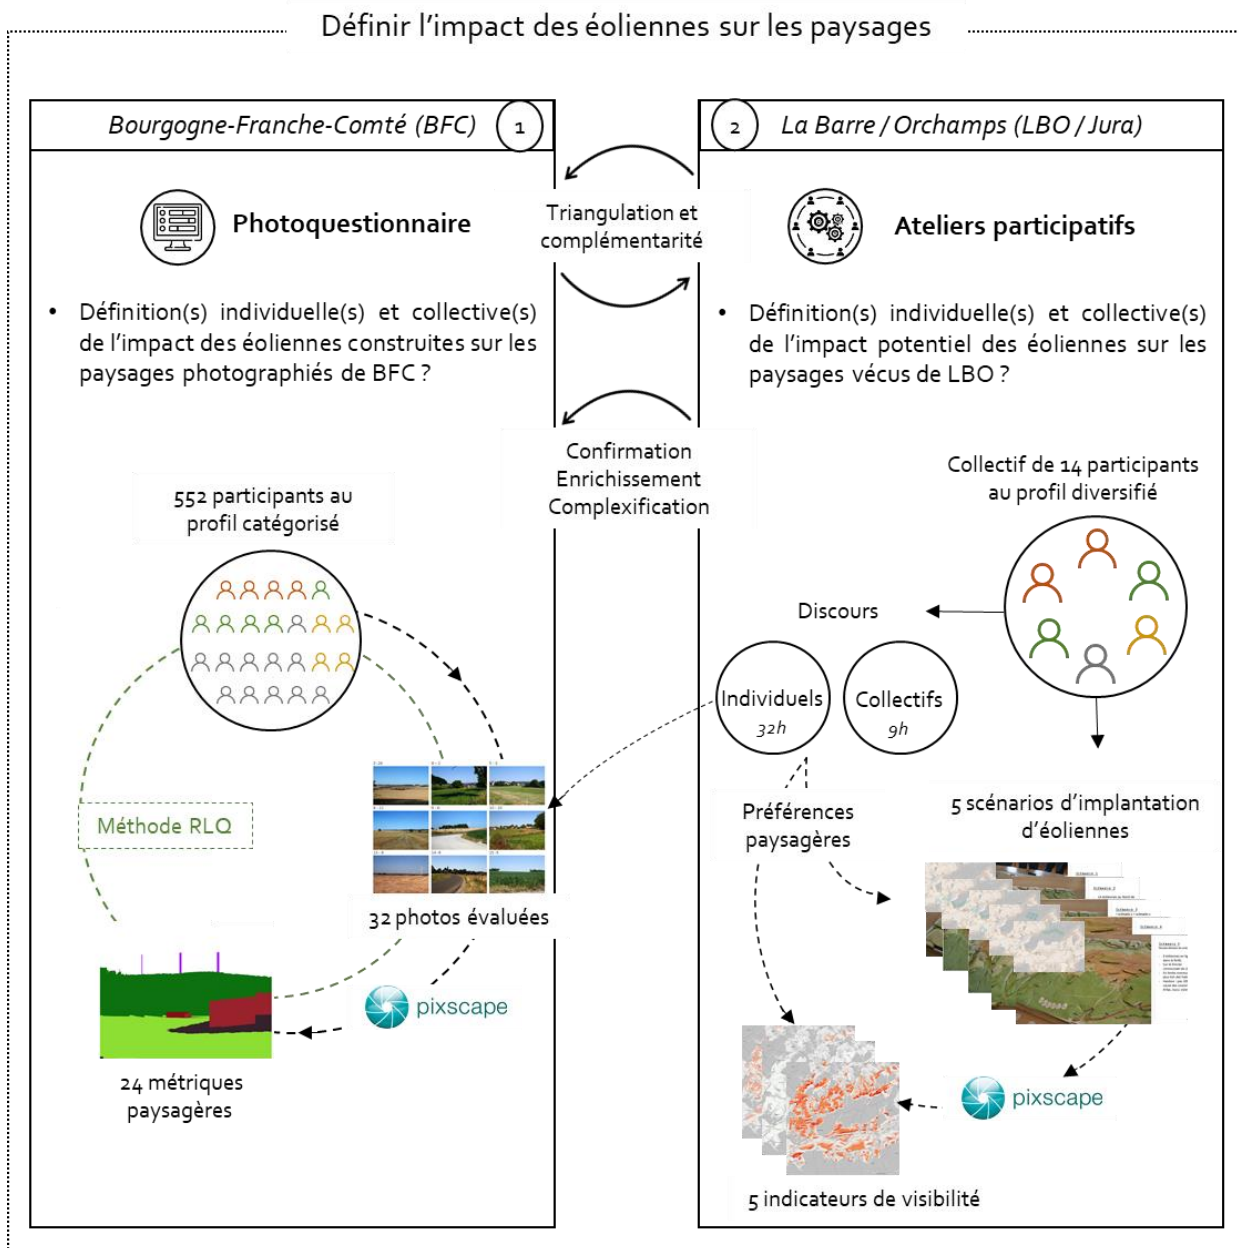 Définir l'impact des éoliennes sur les paysages
Bourgogne-Franche-Comté (BFC)
1
Photoquestionnaire
• Définition(s) individuelle(s) et collective(s)
de l'impact des éoliennes construites sur les
paysages photographiés de BFC ?
552 participants au
profil catégorisé
Méthode RLQ
32 photos évaluées
pixscape
24 métriques
paysagères
Triangulation et
complémentarité
Confirmation
Enrichissement
Complexification
2
La Barre / Orchamps (LBO / Jura)
Ateliers participatifs
• Définition(s) individuelle(s) et collective(s)
de l'impact potentiel des éoliennes sur les
paysages vécus de LBO ?
Collectif de 14 participants
au profil diversifié
Discours
Individuels
32h
Collectifs
9h
Préférences
paysagères
5 scénarios d'implantation
d'éoliennes
pixscape
5 indicateurs de visibilité